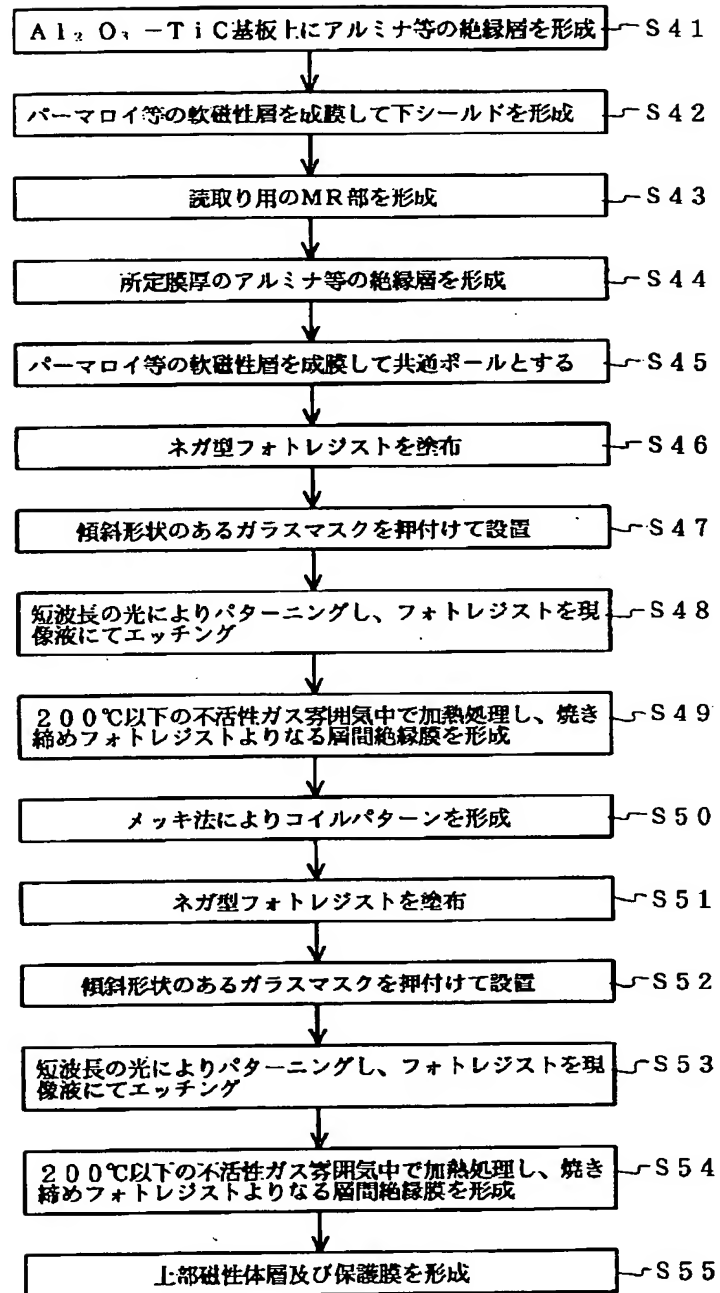 Al₂O₃－TiC基板上にアルミナ等の絶縁層を形成 S41
パーマロイ等の軟磁性層を成膜して下シールドを形成 S42
読取り用のMR部を形成 S43
所定膜厚のアルミナ等の絶縁層を形成 S44
パーマロイ等の軟磁性層を成膜して共通ポールとする S45
ネガ型フォトレジストを塗布 S46
傾斜形状のあるガラスマスクを押付けて設置 S47
短波長の光によりパターニングし、フォトレジストを現 S48
像液にてエッチング
200℃以下の不活性ガス雰囲気中で加熱処理し、焼き S49
締めフォトレジストよりなる層間絶縁膜を形成
メッキ法によりコイルパターンを形成 S50
ネガ型フォトレジストを塗布 S51
傾斜形状のあるガラスマスクを押付けて設置 S52
短波長の光によりパターニングし、フォトレジストを現 S53
像液にてエッチング
200℃以下の不活性ガス雰囲気中で加熱処理し、焼き S54
締めフォトレジストよりなる層間絶縁膜を形成
上部磁性体層及び保護膜を形成 S55